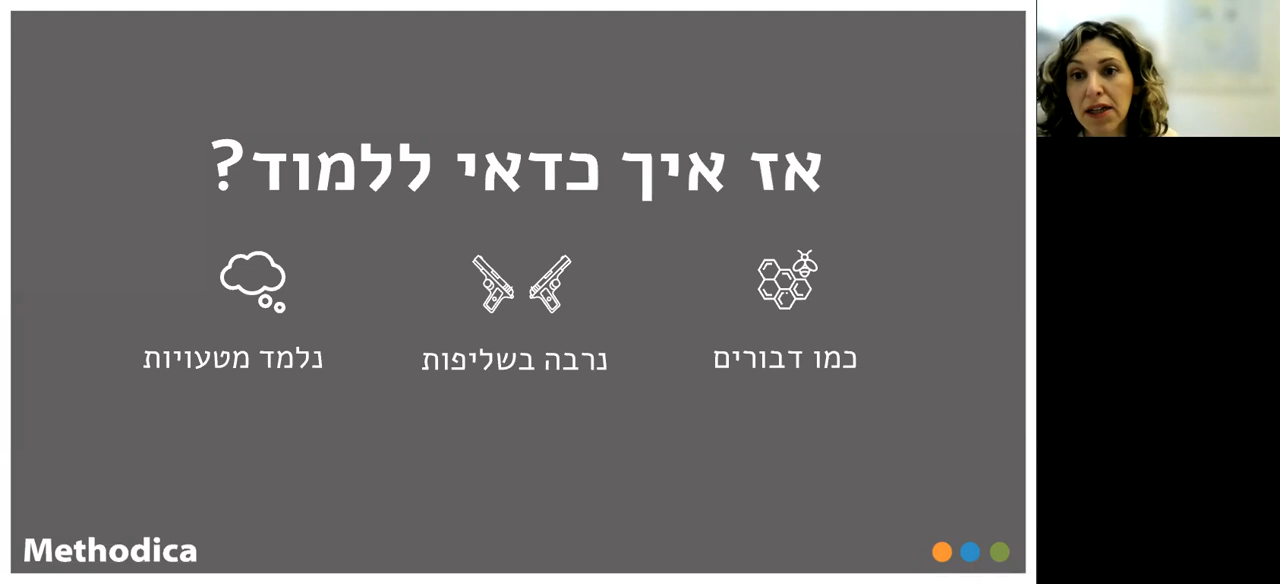 אז איך כדאי ללמוד?
כמו דבורים
נרבה בשליפות
נלמד מטעויות
Methodica